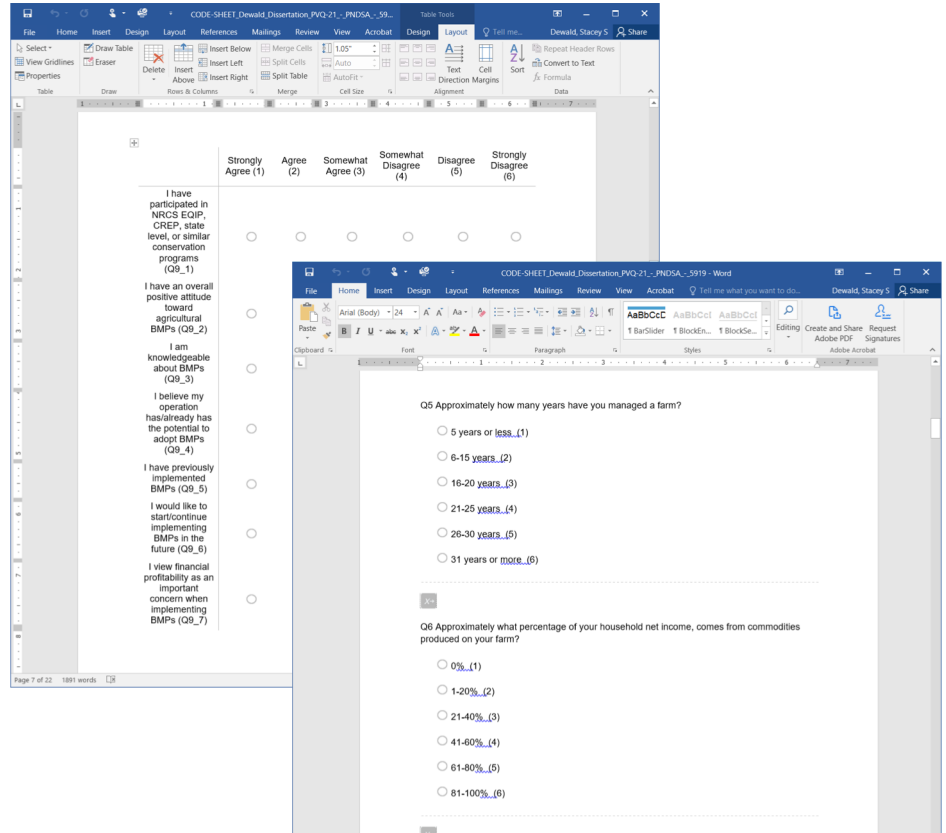 CODE-SHEET_Dewald_Dissertation_PVQ-21_-_PNDSA_-_59...
Table Tools
File Home Insert Design Layout References Mailings Review View Acrobat Design Layout Tell me... Dewald, Stacey S Share
Select
View Gridlines
Properties
Table
Draw Table
Eraser
Draw
Delete
Insert Above
Insert Below
Insert Left
Insert Right
Rows & Columns
Merge Cells
Split Cells
Split Table
Merge
1.05"
Auto
AutoFit
Cell Size
Text Direction
Cell Margins
Alignment
Sort
Repeat Header Rows
Convert to Text
Formula
Data
Strongly Agree (1)
Agree (2)
Somewhat Agree (3)
Somewhat Disagree (4)
Disagree (5)
Strongly Disagree (6)
I have
participated in
NRCS EQIP,
CREP, state
level, or similar
conservation
programs
(Q9_1)
I have an overall
positive attitude
toward
agricultural
BMPs (Q9_2)
I am
knowledgeable
about BMPs
(Q9_3)
I believe my
operation
has/already has
the potential to
adopt BMPs
(Q9_4)
I have previously
implemented
BMPs (Q9_5)
I would like to
start/continue
implementing
BMPs in the
future (Q9_6)
I view financial
profitability as an
important
concern when
implementing
BMPs (Q9_7)
Page 7 of 22 1891 words
CODE-SHEET_Dewald_Dissertation_PVQ-21_-_PNDSA_-_5919 - Word
File Home Insert Design Layout References Mailings Review View Acrobat Tell me what you want to do... Dewald, Stacey S Share
Paste
Clipboard
Arial (Body) 24
Font
Paragraph
AaBbCcD AaBbCcI AaBbCcI
¶ BarSlider ¶ BlockEn... ¶ BlockSe...
Styles
Editing
Create and Share Adobe PDF
Request Signatures
Adobe Acrobat
Q5 Approximately how many years have you managed a farm?
5 years or less (1)
6-15 years (2)
16-20 years (3)
21-25 years (4)
26-30 years (5)
31 years or more (6)
Q6 Approximately what percentage of your household net income, comes from commodities
produced on your farm?
0% (1)
1-20% (2)
21-40% (3)
41-60% (4)
61-80% (5)
81-100% (6)